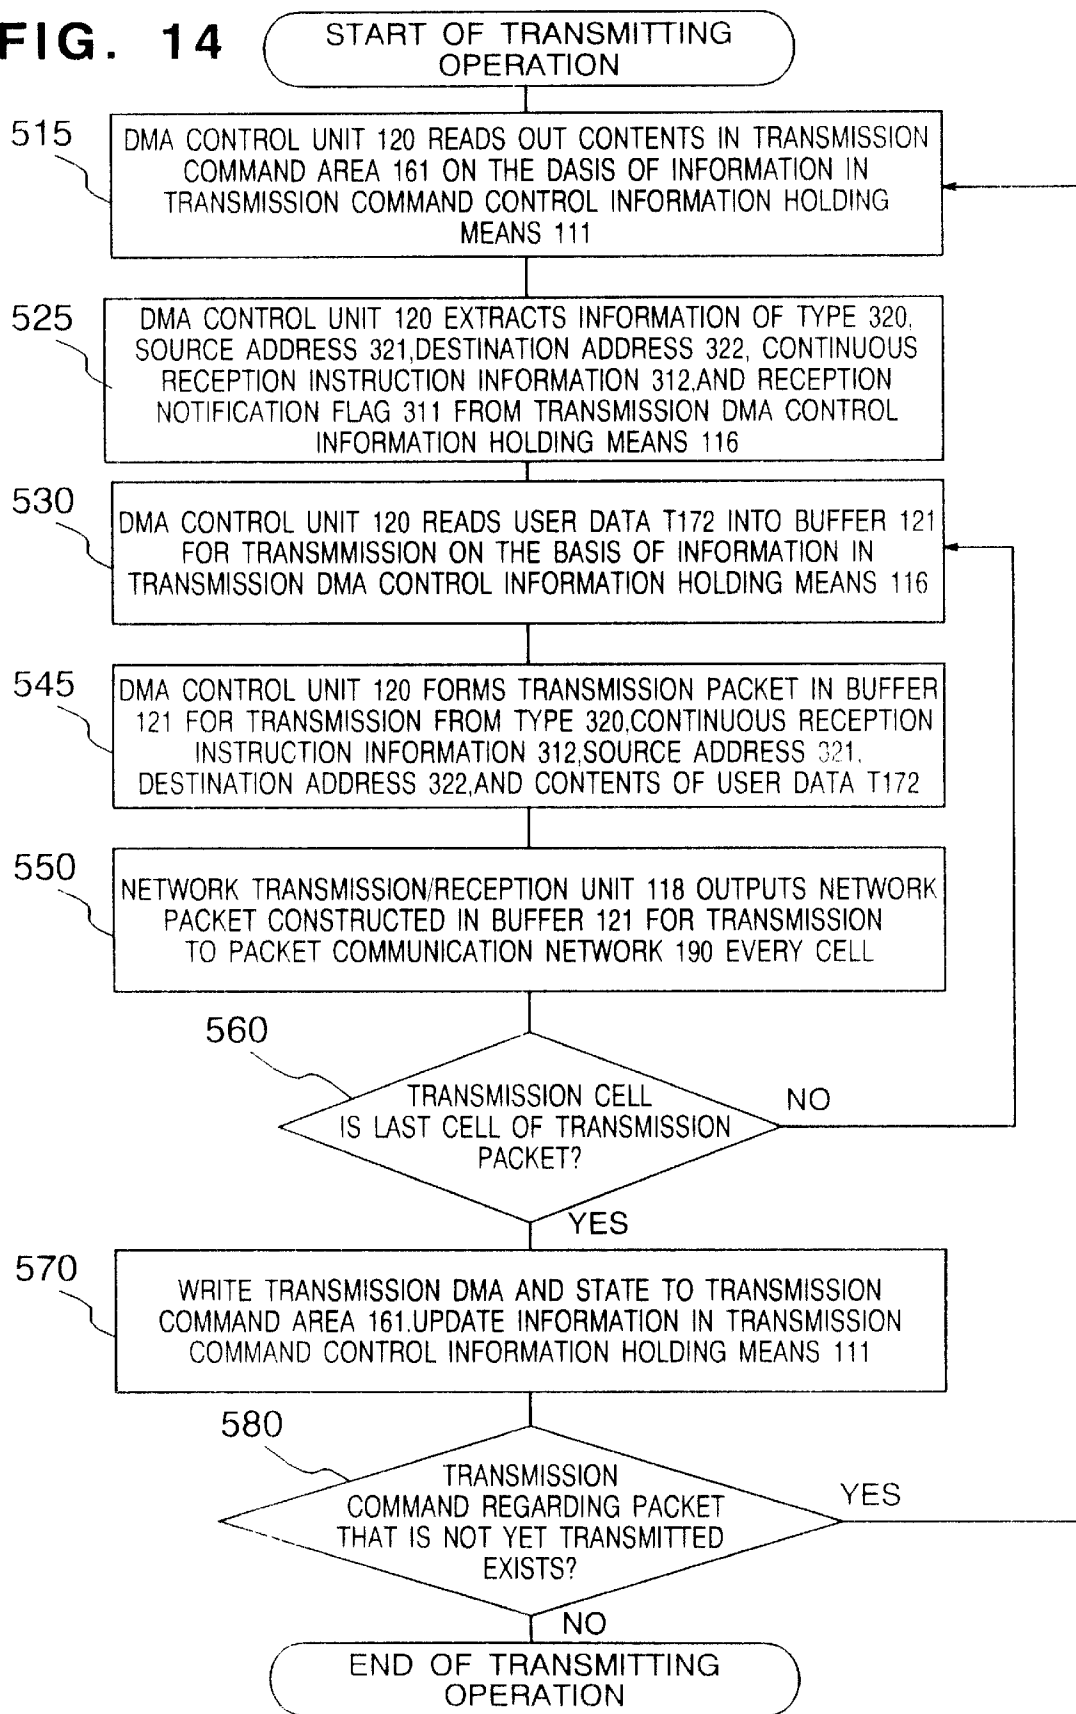 FIG. 14
START OF TRANSMITTING
OPERATION
515
DMA CONTROL UNIT 120 READS OUT CONTENTS IN TRANSMISSION
COMMAND AREA 161 ON THE DASIS OF INFORMATION IN
TRANSMISSION COMMAND CONTROL INFORMATION HOLDING
MEANS 111
525
DMA CONTROL UNIT 120 EXTRACTS INFORMATION OF TYPE 320,
SOURCE ADDRESS 321,DESTINATION ADDRESS 322, CONTINUOUS
RECEPTION INSTRUCTION INFORMATION 312,AND RECEPTION
NOTIFICATION FLAG 311 FROM TRANSMISSION DMA CONTROL
INFORMATION HOLDING MEANS 116
530
DMA CONTROL UNIT 120 READS USER DATA T172 INTO BUFFER 121
FOR TRANSMMISSION ON THE BASIS OF INFORMATION IN
TRANSMISSION DMA CONTROL INFORMATION HOLDING MEANS 116
545
DMA CONTROL UNIT 120 FORMS TRANSMISSION PACKET IN BUFFER
121 FOR TRANSMISSION FROM TYPE 320,CONTINUOUS RECEPTION
INSTRUCTION INFORMATION 312,SOURCE ADDRESS 321,
DESTINATION ADDRESS 322,AND CONTENTS OF USER DATA T172
550
NETWORK TRANSMISSION/RECEPTION UNIT 118 OUTPUTS NETWORK
PACKET CONSTRUCTED IN BUFFER 121 FOR TRANSMISSION
TO PACKET COMMUNICATION NETWORK 190 EVERY CELL
560
TRANSMISSION CELL
IS LAST CELL OF TRANSMISSION
PACKET?
NO
YES
570
WRITE TRANSMISSION DMA AND STATE TO TRANSMISSION
COMMAND AREA 161.UPDATE INFORMATION IN TRANSMISSION
COMMAND CONTROL INFORMATION HOLDING MEANS 111
580
TRANSMISSION
COMMAND REGARDING PACKET
THAT IS NOT YET TRANSMITTED
EXISTS?
YES
NO
END OF TRANSMITTING
OPERATION